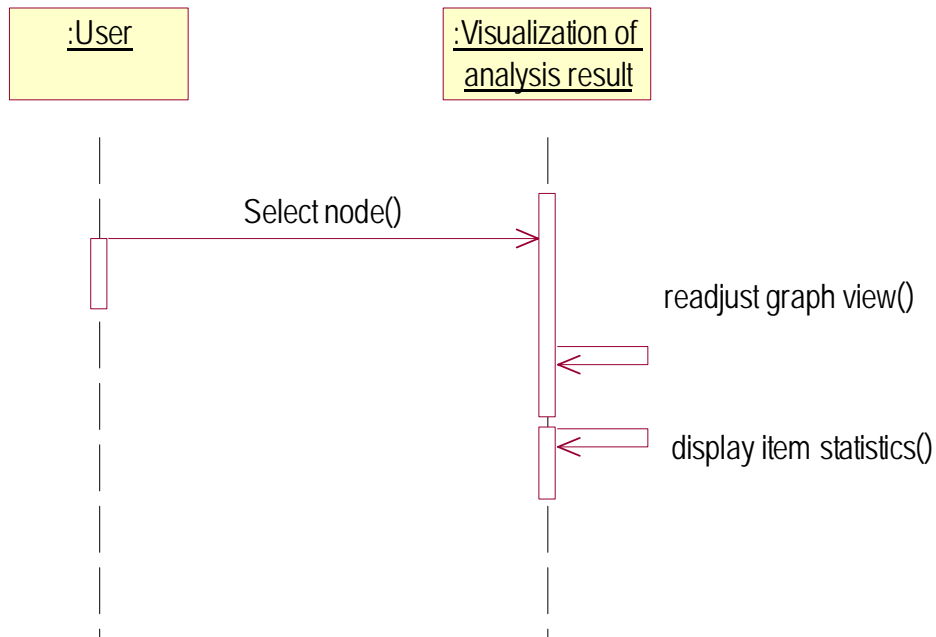 :User
:Visualization of
analysis result
Select node()
readjust graph view()
display item statistics()